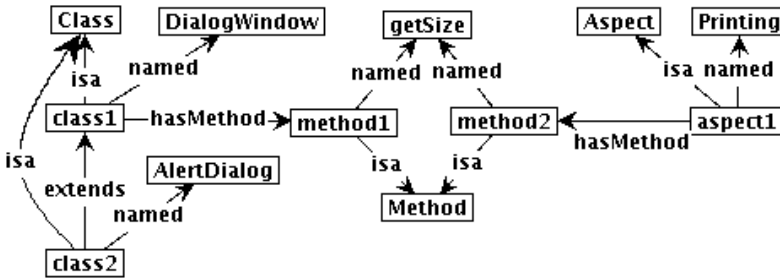 Class DialogWindow getSize Aspect Printing
isa named named named isa named
class1 hasMethod method1 method2 hasMethod aspect1
isa extends AlertDialog isa isa
named Method
class2